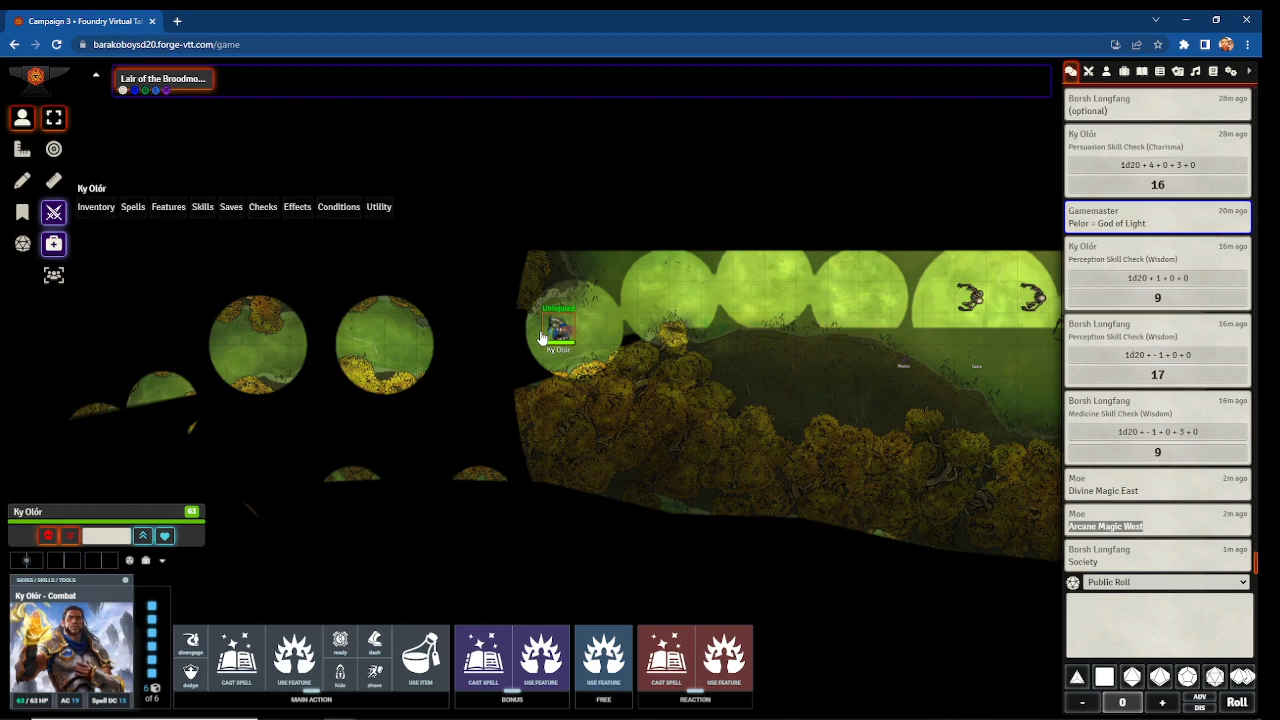 Campaign 3 • Foundry Virtual Tal
barakoboysd20.forge-vtt.com/game
Lair of the Broodmo...
Ky Olór
Inventory Spells Features Skills Saves Checks Effects Conditions Utility
Uninjured
Ky Olór
Ky Olór
63
SAVES / SKILLS / TOOLS
Ky Olór - Combat
63 / 63 HP AC 19 Spell DC 15
6
of 6
disengage
dodge
CAST SPELL
USE FEATURE
ready
hide
dash
shove
USE ITEM
MAIN ACTION
CAST SPELL
USE FEATURE
BONUS
USE FEATURE
FREE
CAST SPELL
USE FEATURE
REACTION
Borsh Longfang 28m ago
(optional)
Ky Olór 28m ago
Persuasion Skill Check (Charisma)
1d20 + 4 + 0 + 3 + 0
16
Gamemaster 20m ago
Pelor = God of Light
Ky Olór 16m ago
Perception Skill Check (Wisdom)
1d20 + 1 + 0 + 0
9
Borsh Longfang 16m ago
Perception Skill Check (Wisdom)
1d20 + - 1 + 0 + 0
17
Borsh Longfang 16m ago
Medicine Skill Check (Wisdom)
1d20 + - 1 + 0 + 3 + 0
9
Moe 2m ago
Divine Magic East
Moe 2m ago
Arcane Magic West
Borsh Longfang 1m ago
Society
Public Roll
- 0 + ADV
DIS
Roll